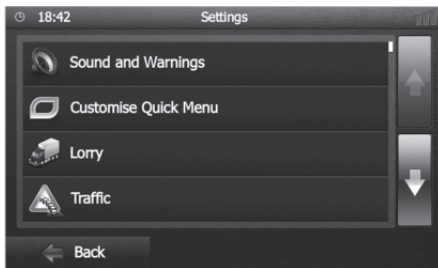 18:42 Settings
Sound and Warnings
Customise Quick Menu
Lorry
Traffic
Back